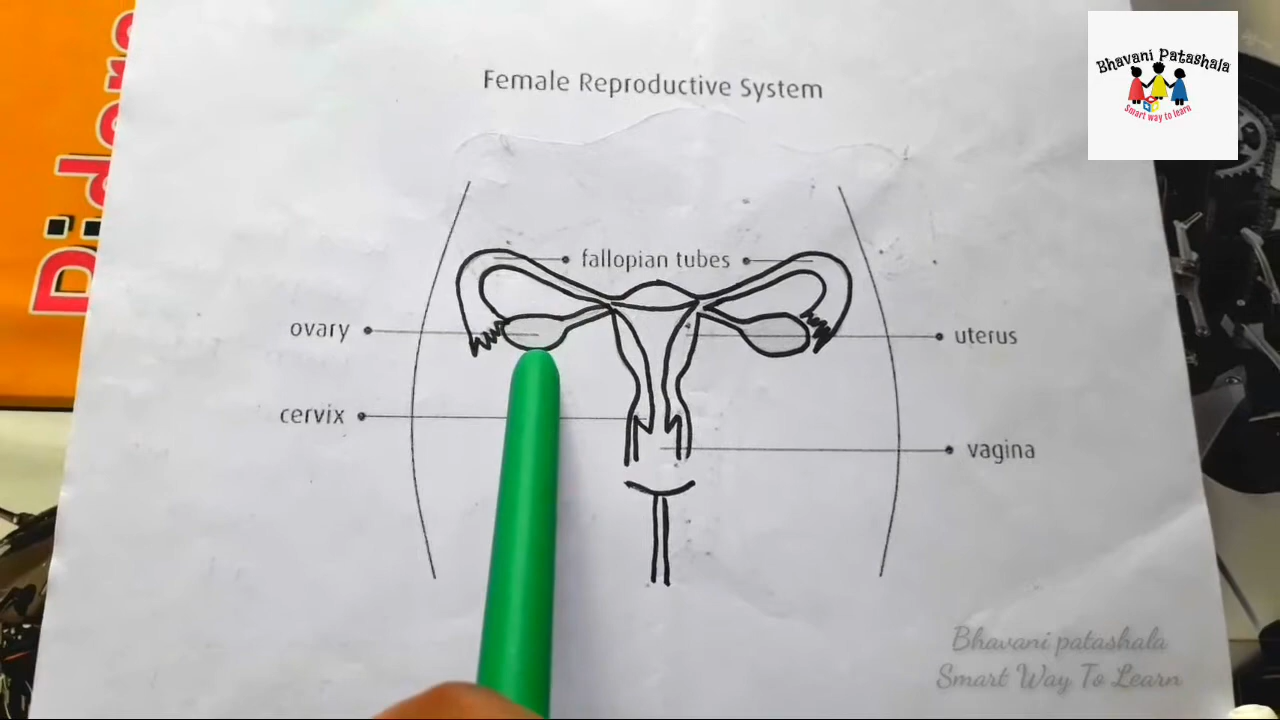 Bhavani Patashala
Smart way to learn
Female Reproductive System
fallopian tubes
ovary
uterus
cervix
vagina
Bhavani patashala
Smart Way To Learn